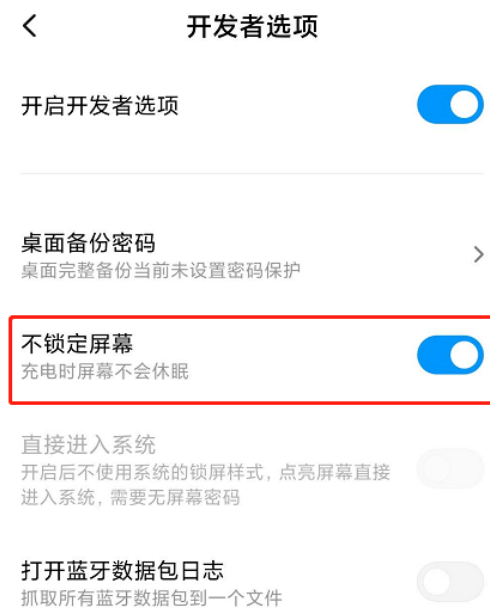 开发者选项
开启开发者选项
桌面备份密码
桌面完整备份当前未设置密码保护
不锁定屏幕
充电时屏幕不会休眠
直接进入系统
开启后不使用系统的锁屏样式，点亮屏幕直接
进入系统，需要无屏幕密码
打开蓝牙数据包日志
抓取所有蓝牙数据包到一个文件